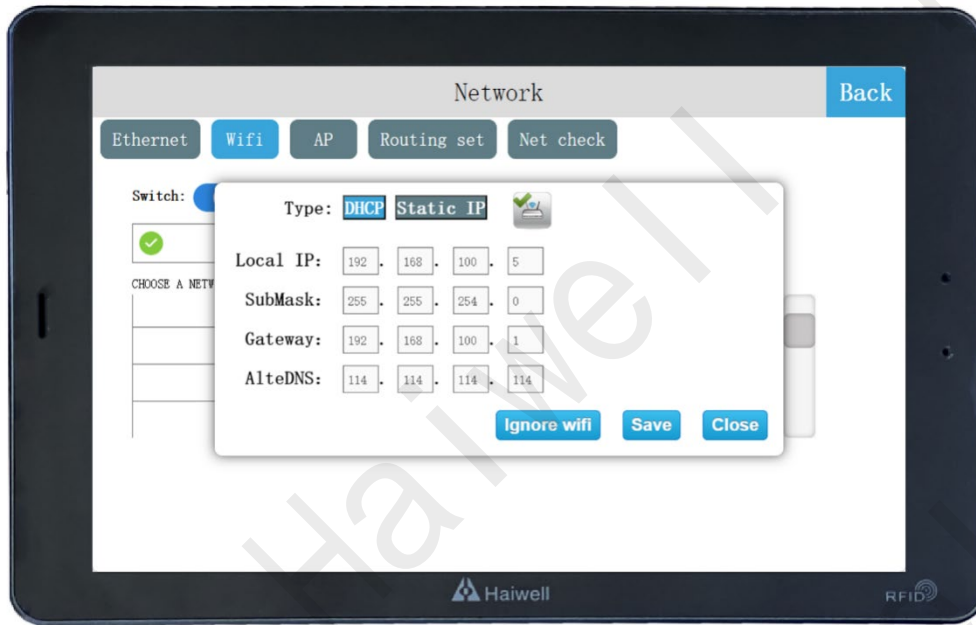 Network
Back
Ethernet
Wifi
AP
Routing set
Net check
Switch:
Type: DHCP Static IP
Local IP: 192 . 168 . 100 . 5
CHOOSE A NETW
SubMask: 255 . 255 . 254 . 0
Gateway: 192 . 168 . 100 . 1
AlteDNS: 114 . 114 . 114 . 114
Ignore wifi
Save
Close
Haiwell
Haiwell
RFID